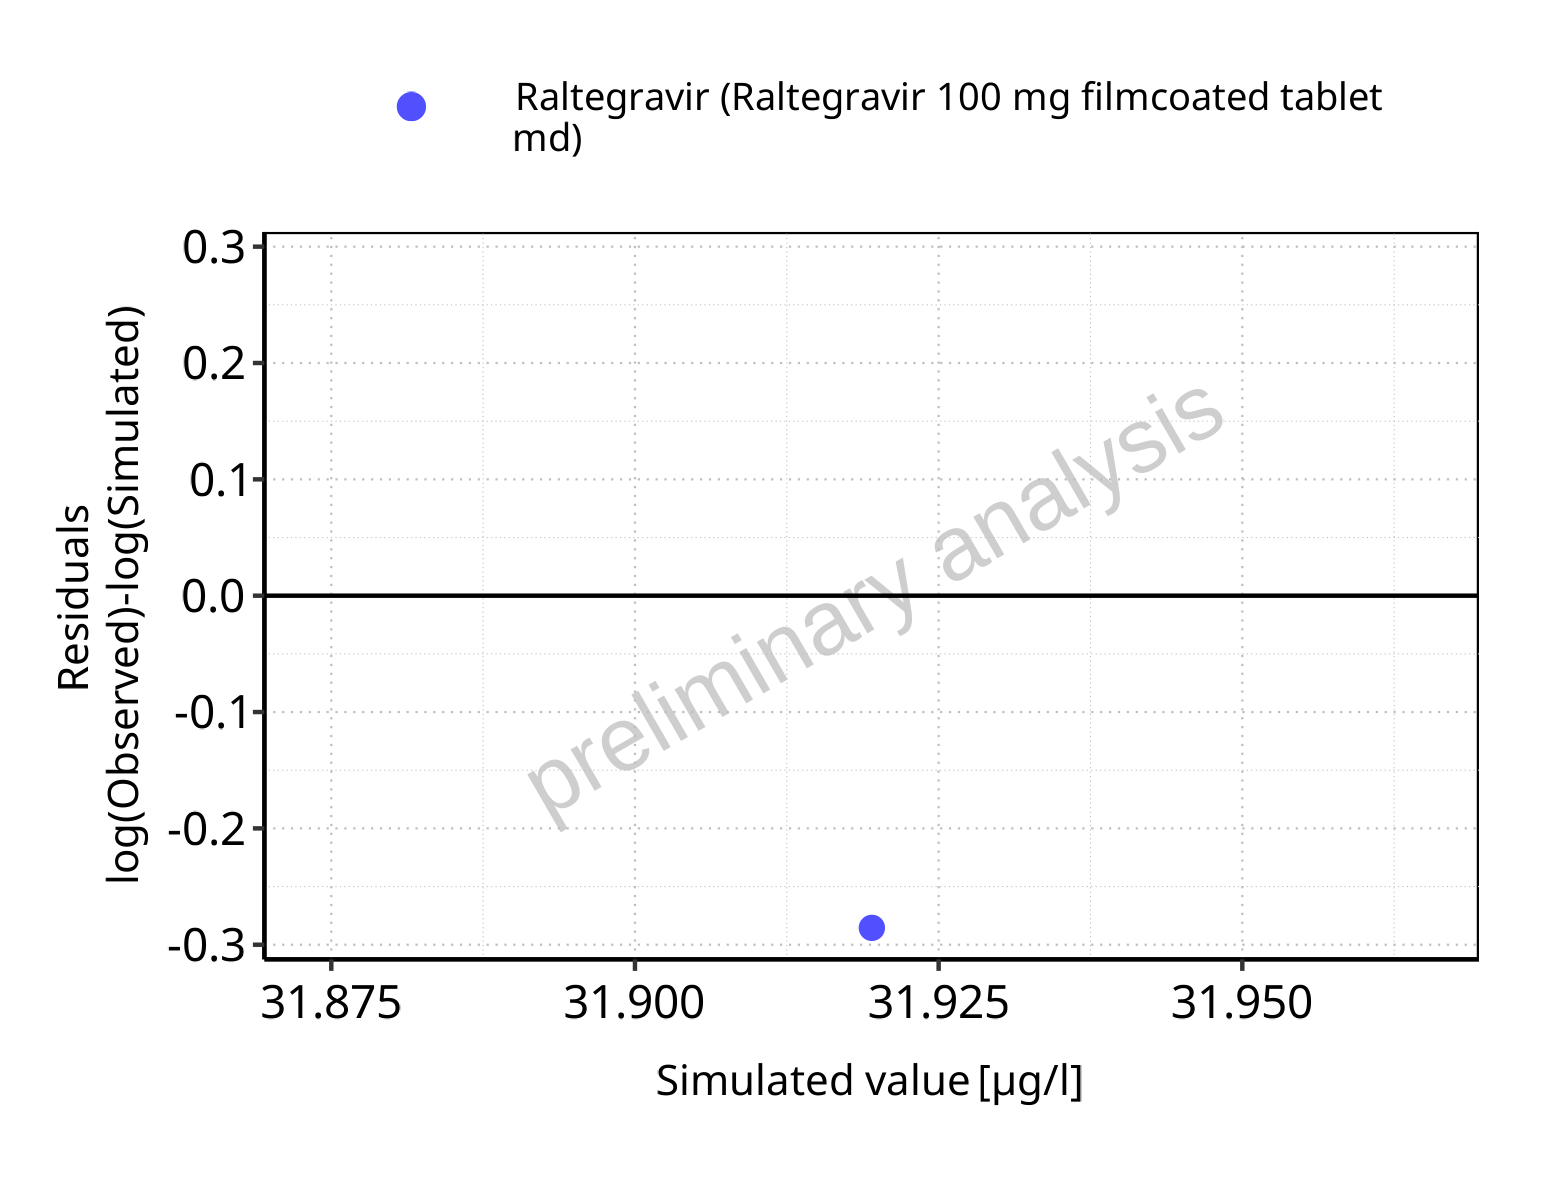 Raltegravir (Raltegravir 100 mg filmcoated tablet
md)
Residuals
log(Observed)-log(Simulated)
0.3
0.2
0.1
0.0
-0.1
-0.2
-0.3
preliminary analysis
31.875 31.900 31.925 31.950
Simulated value [µg/l]